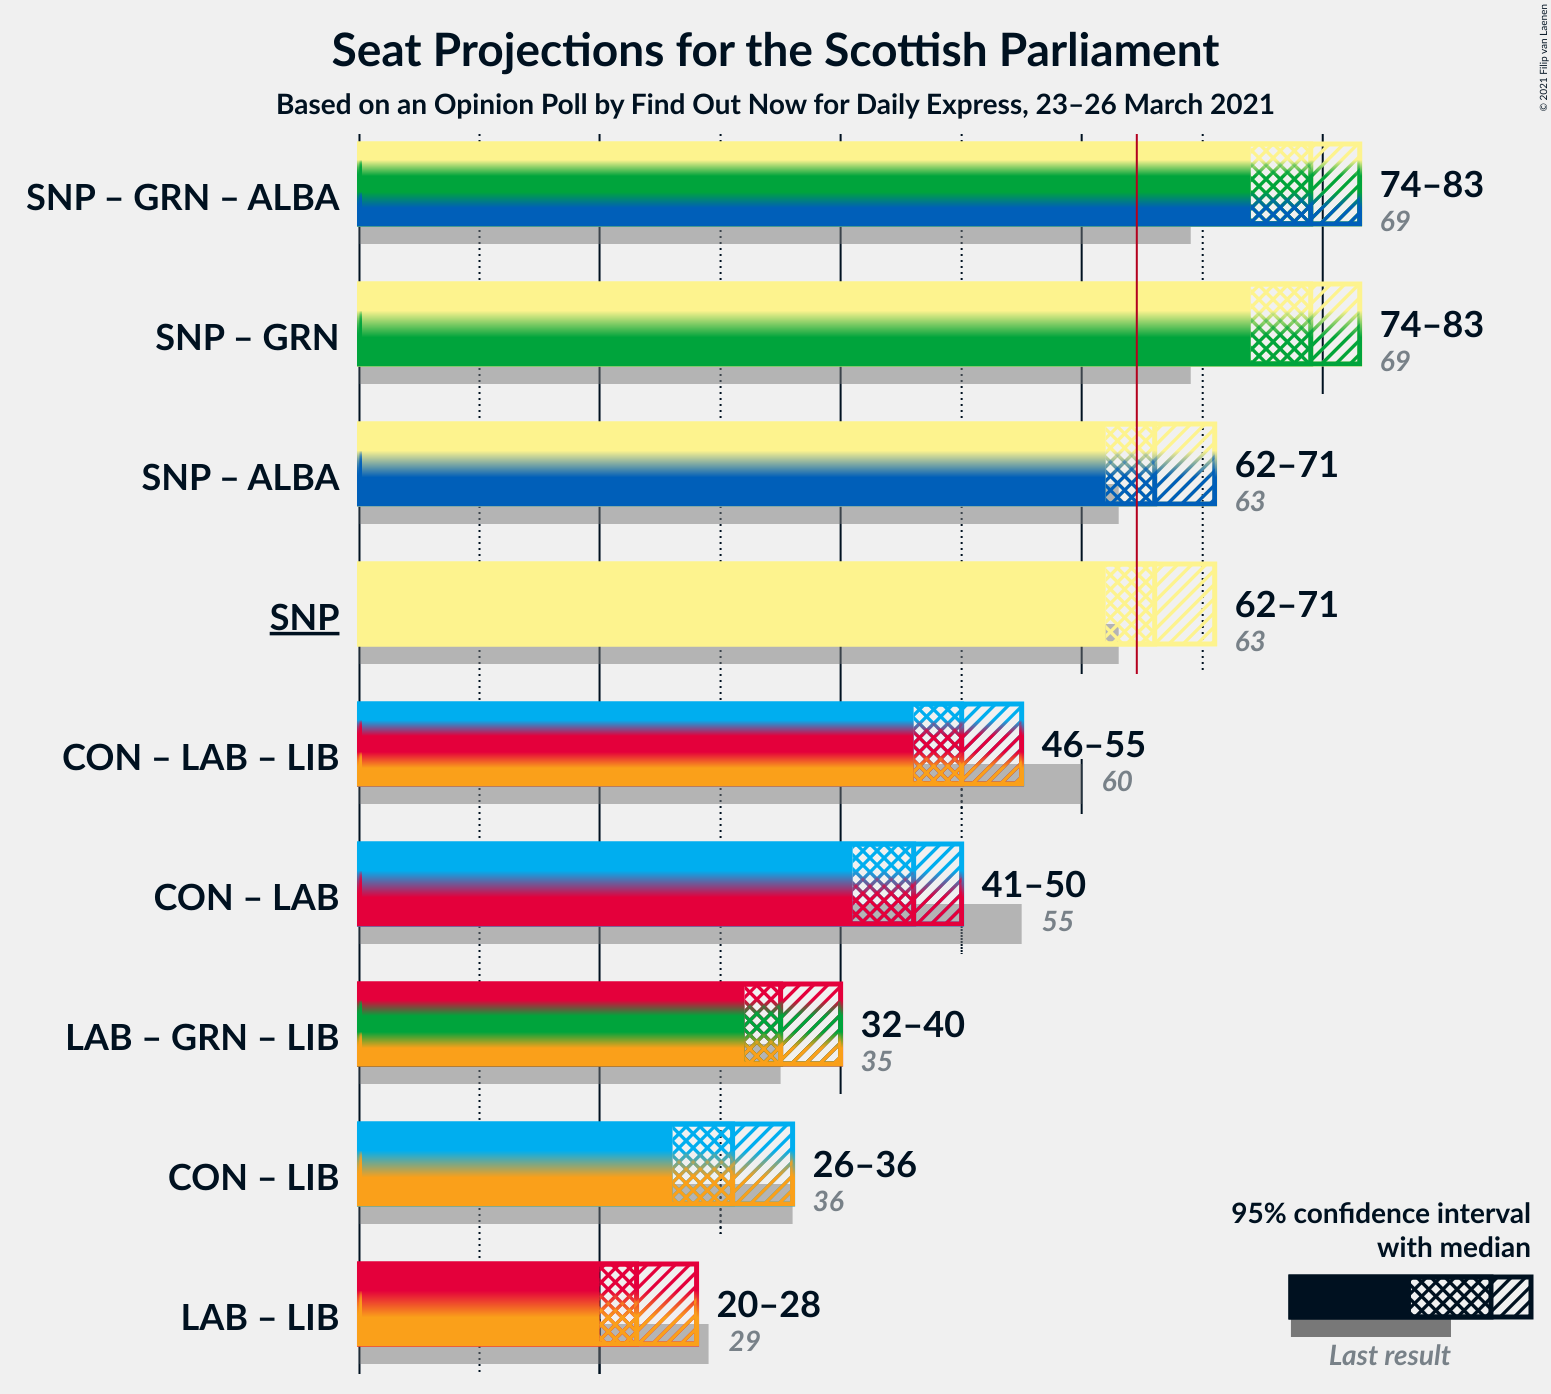 Seat Projections for the Scottish Parliament
Based on an Opinion Poll by Find Out Now for Daily Express, 23–26 March 2021
© 2021 Filip van Laenen
SNP – GRN – ALBA
74–83
69
SNP – GRN
74–83
69
SNP – ALBA
62–71
63
SNP
62–71
63
CON – LAB – LIB
46–55
60
CON – LAB
41–50
55
LAB – GRN – LIB
32–40
35
CON – LIB
26–36
36
LAB – LIB
20–28
29
95% confidence interval
with median
Last result